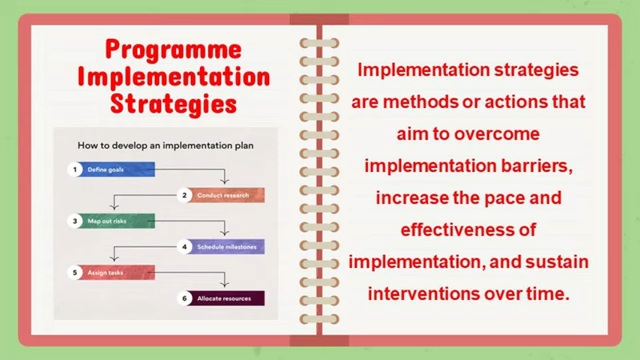 Programme
Implementation
Strategies
How to develop an implementation plan
1 Define goals
2 Conduct research
3 Map out risks
4 Schedule milestones
5 Assign tasks
6 Allocate resources
Implementation strategies
are methods or actions that
aim to overcome
implementation barriers,
increase the pace and
effectiveness of
implementation, and sustain
interventions over time.